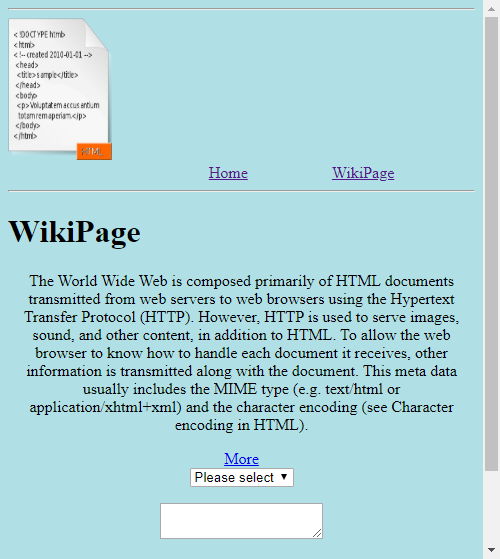 < !DOCTYPE html>
<html>
< !-- created 2010-01-01 -->
<head>
<title>sample</title>
</head>
<body>
<p>Voluptatem accusantium
totam rem aperiam.</p>
</body>
</html>
HTML
Home WikiPage
WikiPage
The World Wide Web is composed primarily of HTML documents
transmitted from web servers to web browsers using the Hypertext
Transfer Protocol (HTTP). However, HTTP is used to serve images,
sound, and other content, in addition to HTML. To allow the web
browser to know how to handle each document it receives, other
information is transmitted along with the document. This meta data
usually includes the MIME type (e.g. text/html or
application/xhtml+xml) and the character encoding (see Character
encoding in HTML).
More
Please select